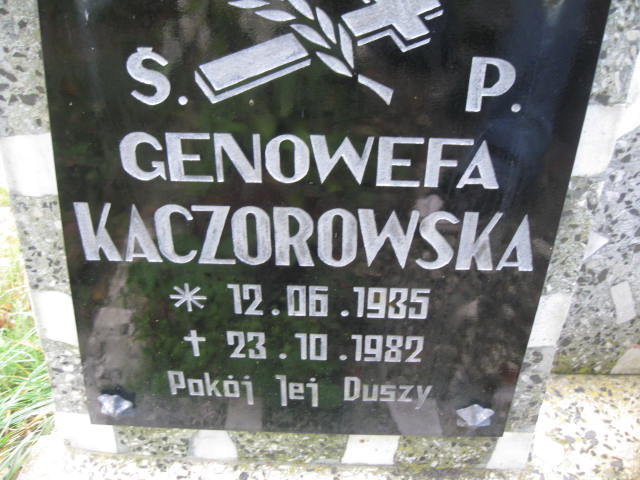 Ś. P.
GENOWEFA
KACZOROWSKA
* 12.06.1935
✝ 23.10.1982
Pokój Jej Duszy